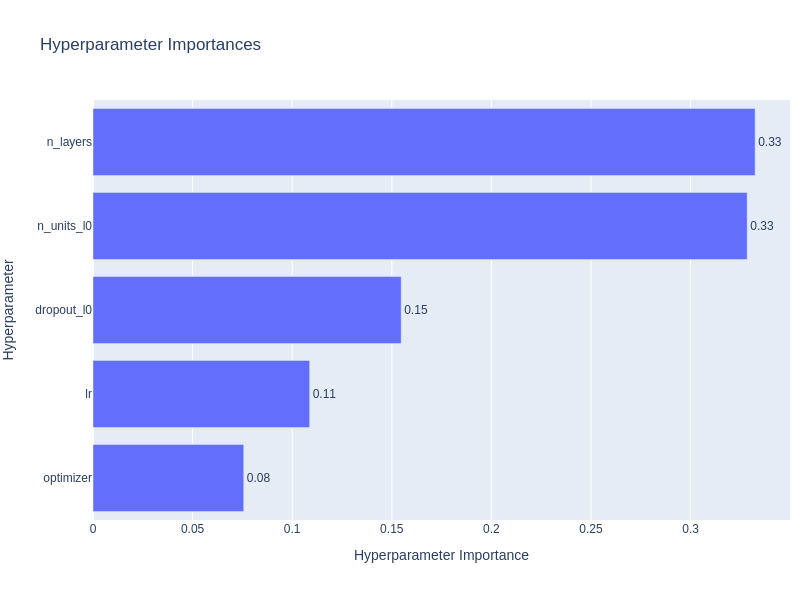 Hyperparameter Importances
n_layers
0.33
n_units_l0
0.33
dropout_l0
0.15
lr
0.11
optimizer
0.08
0
0.05
0.1
0.15
0.2
0.25
0.3
Hyperparameter Importance
Hyperparameter